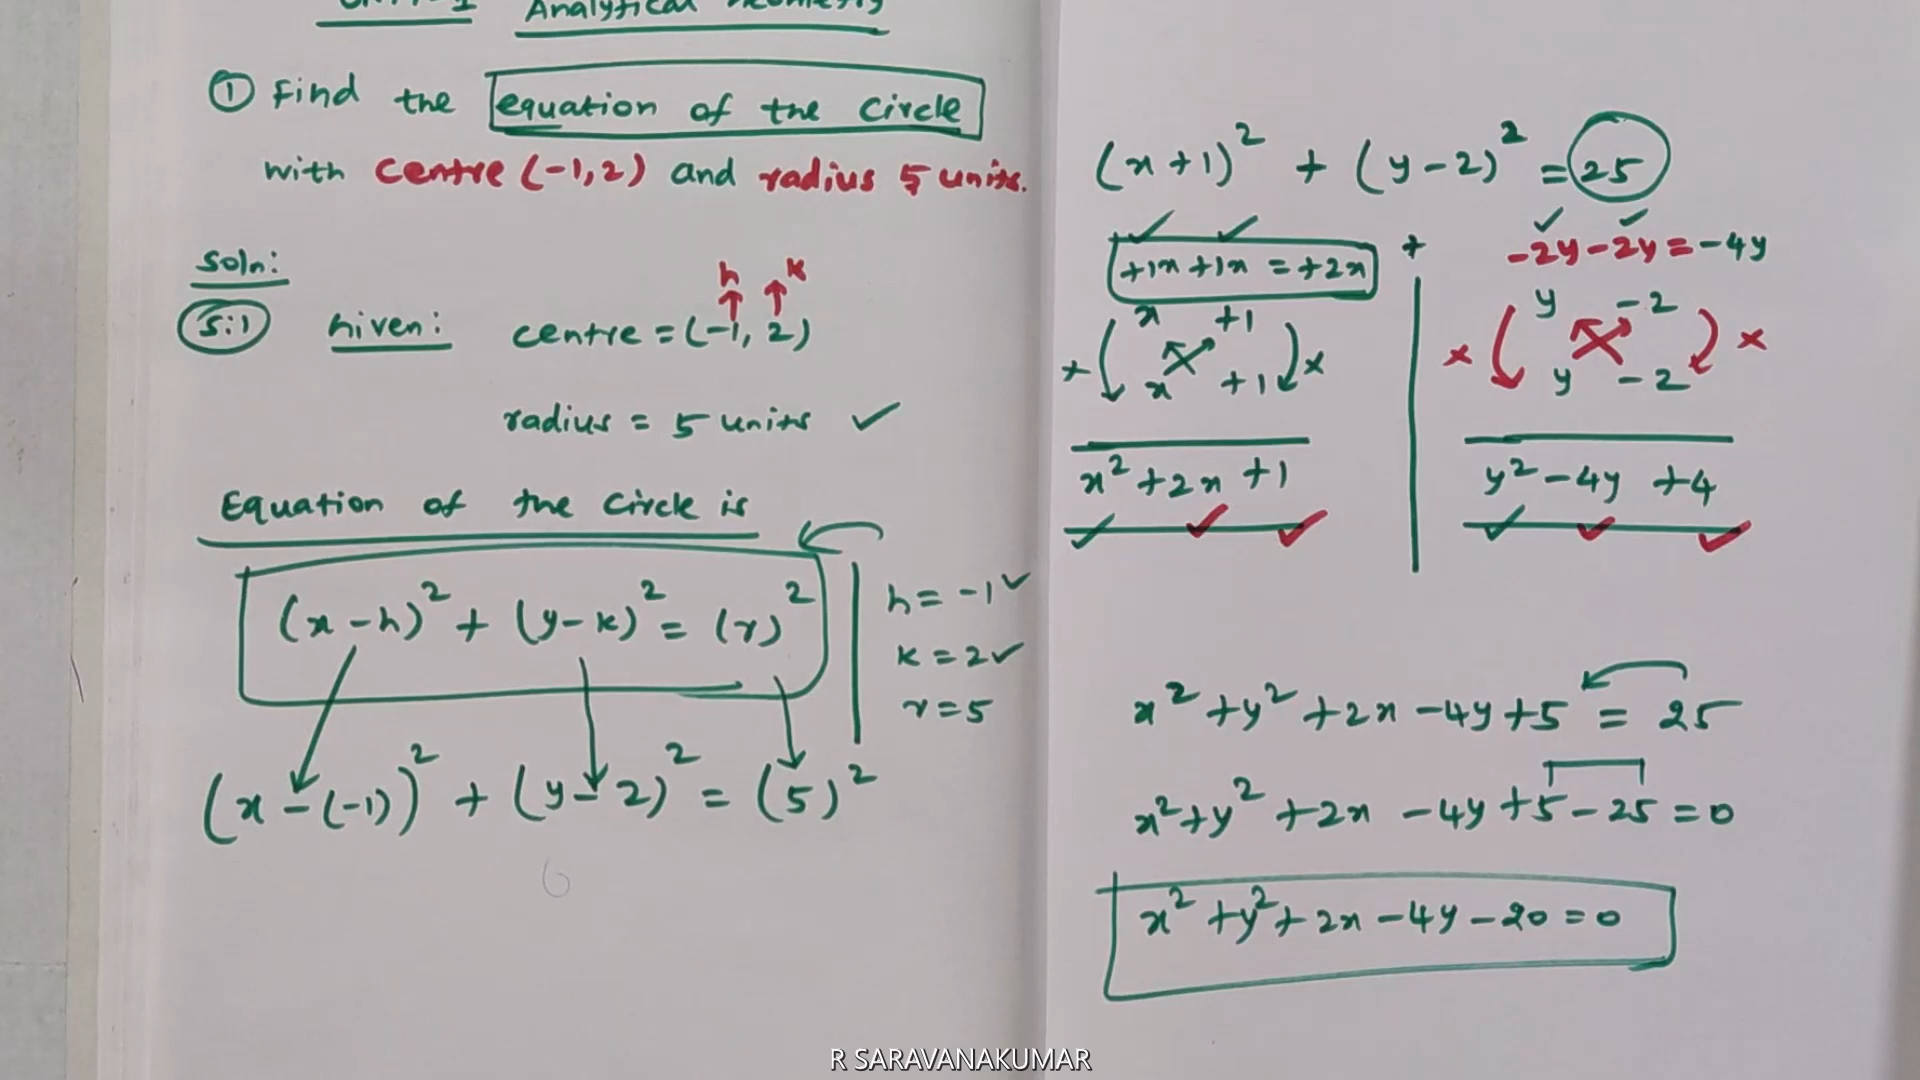 Analytical
① Find the equation of the Circle
with centre (-1,2) and radius 5 units.
Soln:
S:1 Given: centre = (-1, 2)
h k
radius = 5 units ✓
Equation of the Circle is
(x-h)² + (y-k)² = (r)²
h = -1 ✓
k = 2 ✓
r = 5
(x-(-1))² + (y-2)² = (5)²
(x+1)² + (y-2)² = 25
+1x +1x = +2x + -2y-2y = -4y
x +1 y -2
x +1 y -2
x² +2x +1 y² -4y +4
x² +y² +2x -4y +5 = 25
x² +y² +2x -4y +5 -25 = 0
x² +y² +2x -4y -20 = 0
R SARAVANAKUMAR